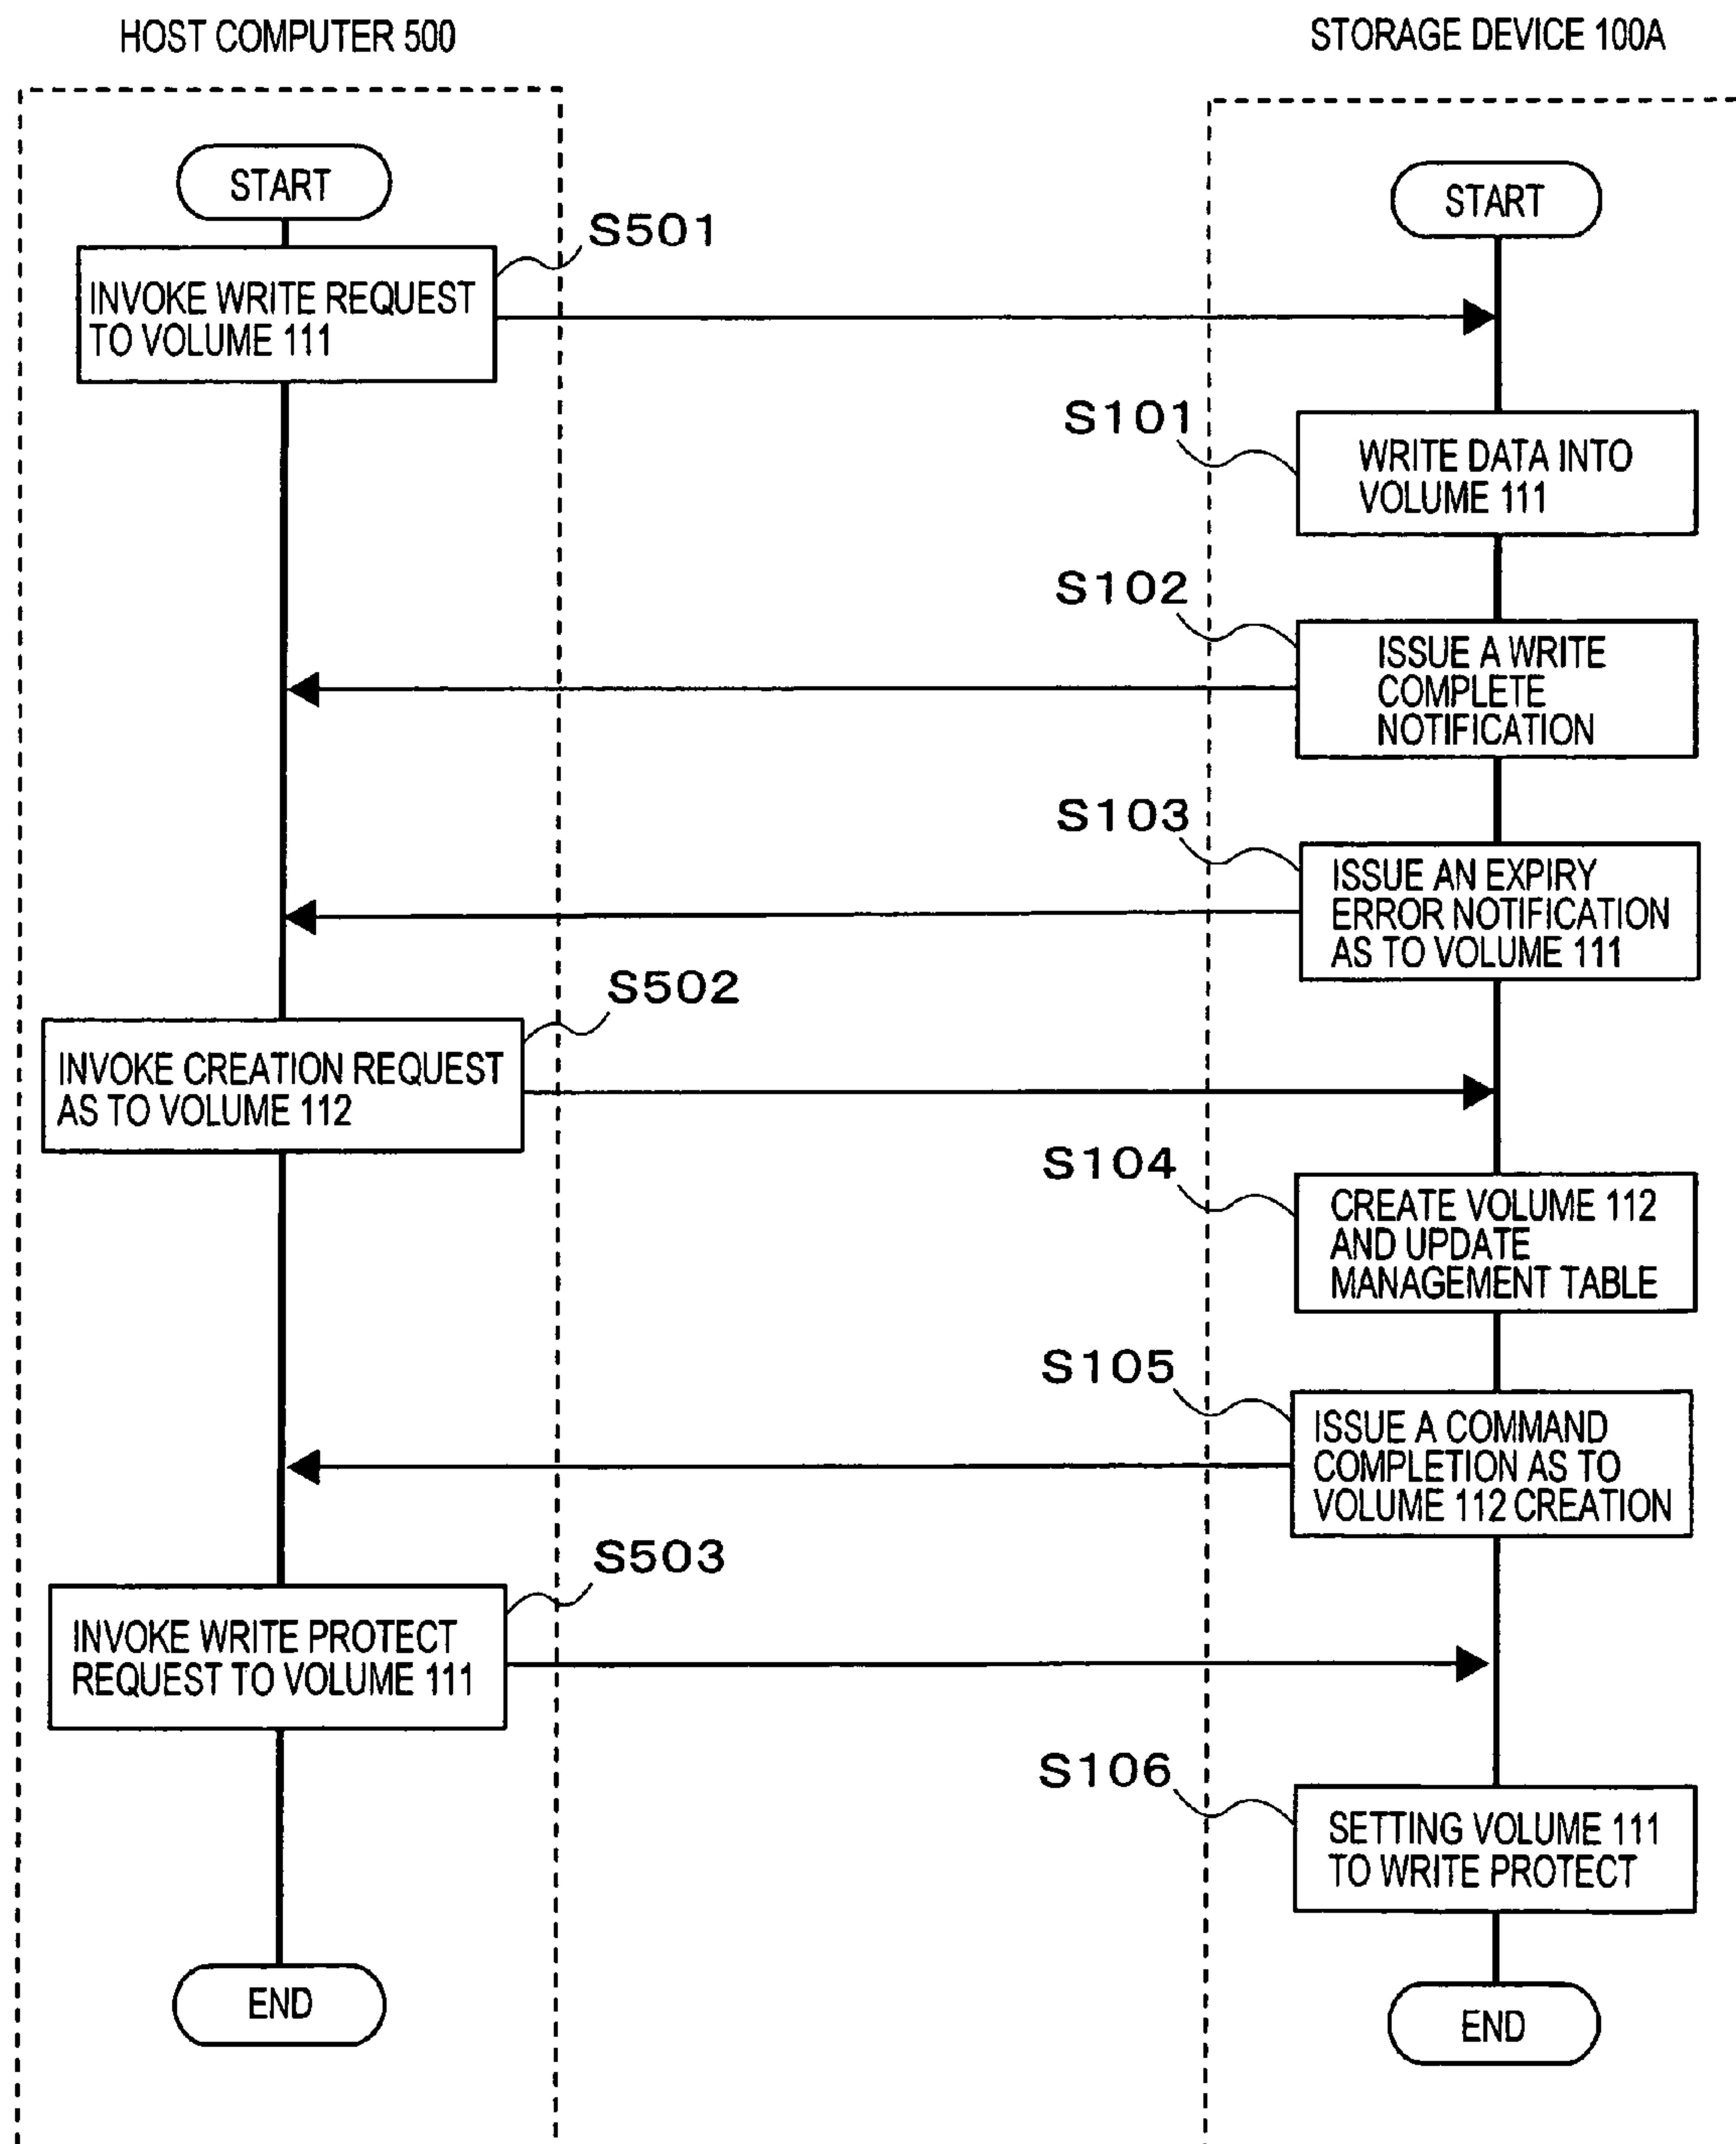 HOST COMPUTER 500
STORAGE DEVICE 100A
START
START
S501
INVOKE WRITE REQUEST
TO VOLUME 111
S101
WRITE DATA INTO
VOLUME 111
S102
ISSUE A WRITE
COMPLETE
NOTIFICATION
S103
ISSUE AN EXPIRY
ERROR NOTIFICATION
AS TO VOLUME 111
S502
INVOKE CREATION REQUEST
AS TO VOLUME 112
S104
CREATE VOLUME 112
AND UPDATE
MANAGEMENT TABLE
S105
ISSUE A COMMAND
COMPLETION AS TO
VOLUME 112 CREATION
S503
INVOKE WRITE PROTECT
REQUEST TO VOLUME 111
S106
SETTING VOLUME 111
TO WRITE PROTECT
END
END